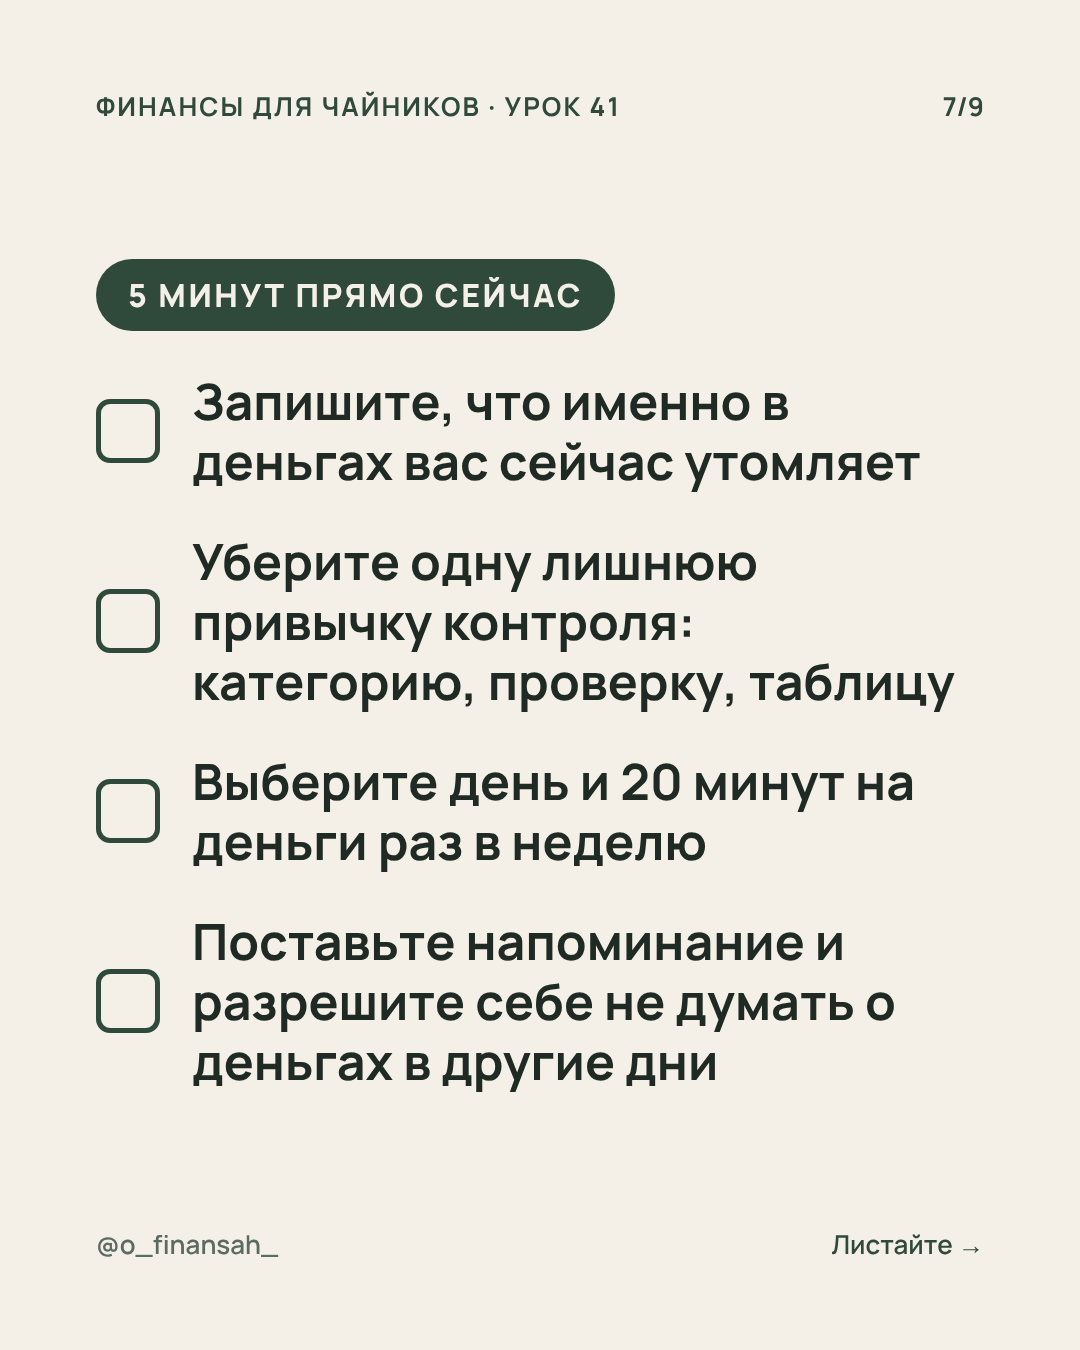 ФИНАНСЫ ДЛЯ ЧАЙНИКОВ · УРОК 41
7/9
5 МИНУТ ПРЯМО СЕЙЧАС
Запишите, что именно в
деньгах вас сейчас утомляет
Уберите одну лишнюю
привычку контроля:
категорию, проверку, таблицу
Выберите день и 20 минут на
деньги раз в неделю
Поставьте напоминание и
разрешите себе не думать о
деньгах в другие дни
@o_finansah_
Листайте →